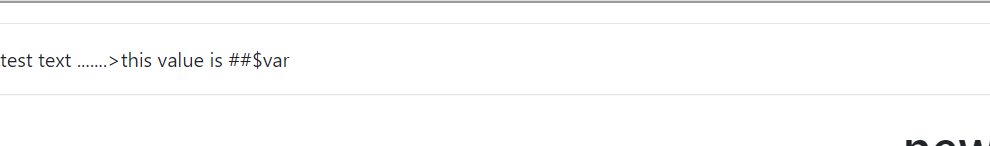 test text .......>this value is ##$var